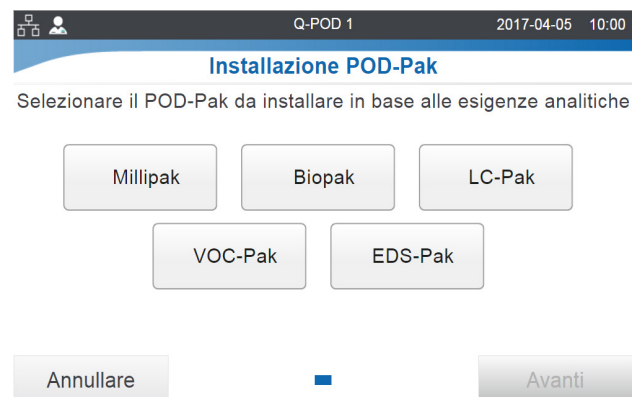 Q-POD 1 2017-04-05 10:00
Installazione POD-Pak
Selezionare il POD-Pak da installare in base alle esigenze analitiche
Millipak Biopak LC-Pak
VOC-Pak EDS-Pak
Annullare Avanti